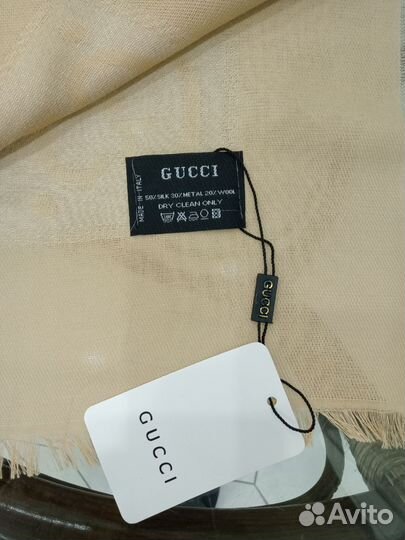 GUCCI
50% SILK 30% METAL 20% WOOL
DRY CLEAN ONLY
MADE IN ITALY
GUCCI
GUCCI
Avito